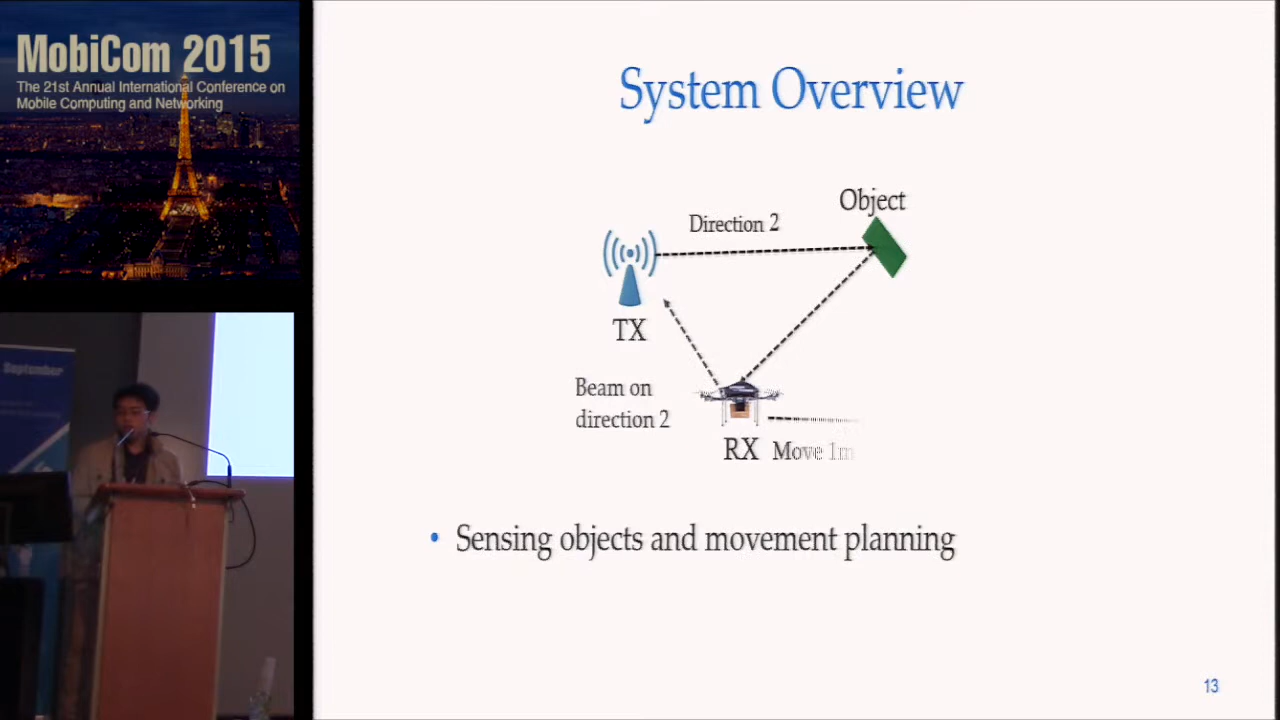 MobiCom 2015
The 21st Annual International Conference on
Mobile Computing and Networking
September
System Overview
Object
Direction 2
TX
Beam on
direction 2
RX
Move 1m
• Sensing objects and movement planning
13